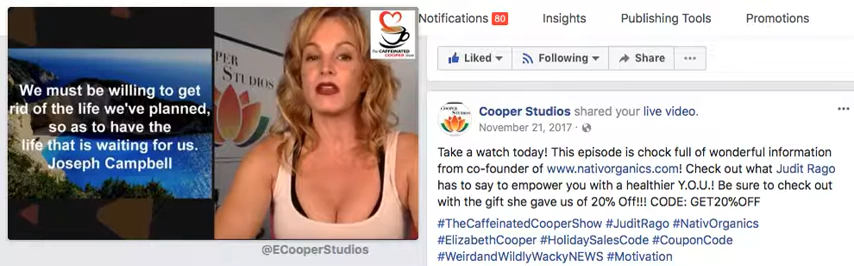 We must be willing to get
rid of the life we've planned,
so as to have the
life that is waiting for us.
Joseph Campbell
The CAFFEINATED
COOPER Show
STUDIOS
@ECooperStudios
Notifications 80
Insights
Publishing Tools
Promotions
Liked
Following
Share
Cooper Studios shared your live video.
November 21, 2017
Take a watch today! This episode is chock full of wonderful information
from co-founder of www.nativorganics.com! Check out what Judit Rago
has to say to empower you with a healthier Y.O.U.! Be sure to check out
with the gift she gave us of 20% Off!!! CODE: GET20%OFF
#TheCaffeinatedCooperShow #JuditRago #NativOrganics
#ElizabethCooper #HolidaySalesCode #CouponCode
#WeirdandWildlyWackyNEWS #Motivation